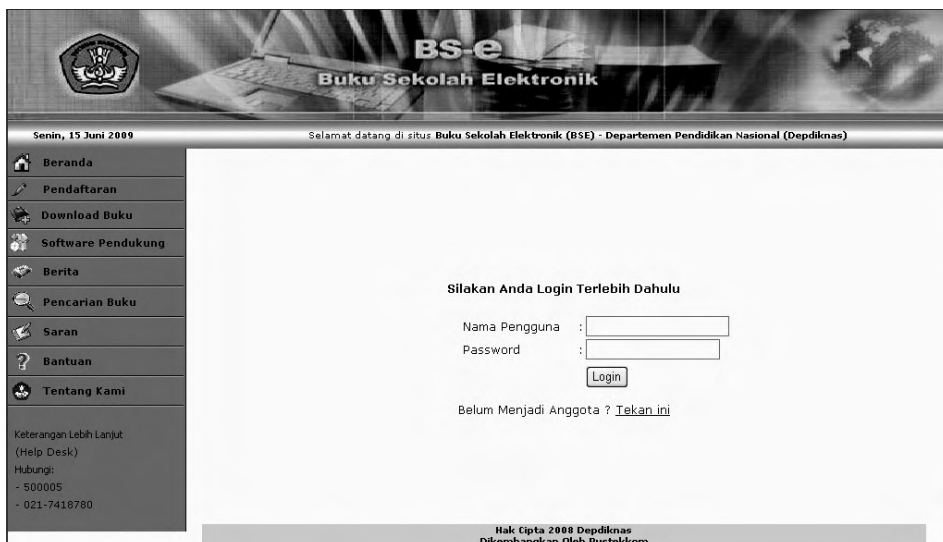 BS-e
Buku Sekolah Elektronik
Senin, 15 Juni 2009
Selamat datang di situs Buku Sekolah Elektronik (BSE) - Departemen Pendidikan Nasional (Depdiknas)
Beranda
Pendaftaran
Download Buku
Software Pendukung
Berita
Pencarian Buku
Saran
Bantuan
Tentang Kami
Keterangan Lebih Lanjut
(Help Desk)
Hubungi:
- 500005
- 021-7418780
Silakan Anda Login Terlebih Dahulu
Nama Pengguna :
Password :
Login
Belum Menjadi Anggota ? Tekan ini
Hak Cipta 2008 Depdiknas
Dikembangkan Oleh Pustekkom